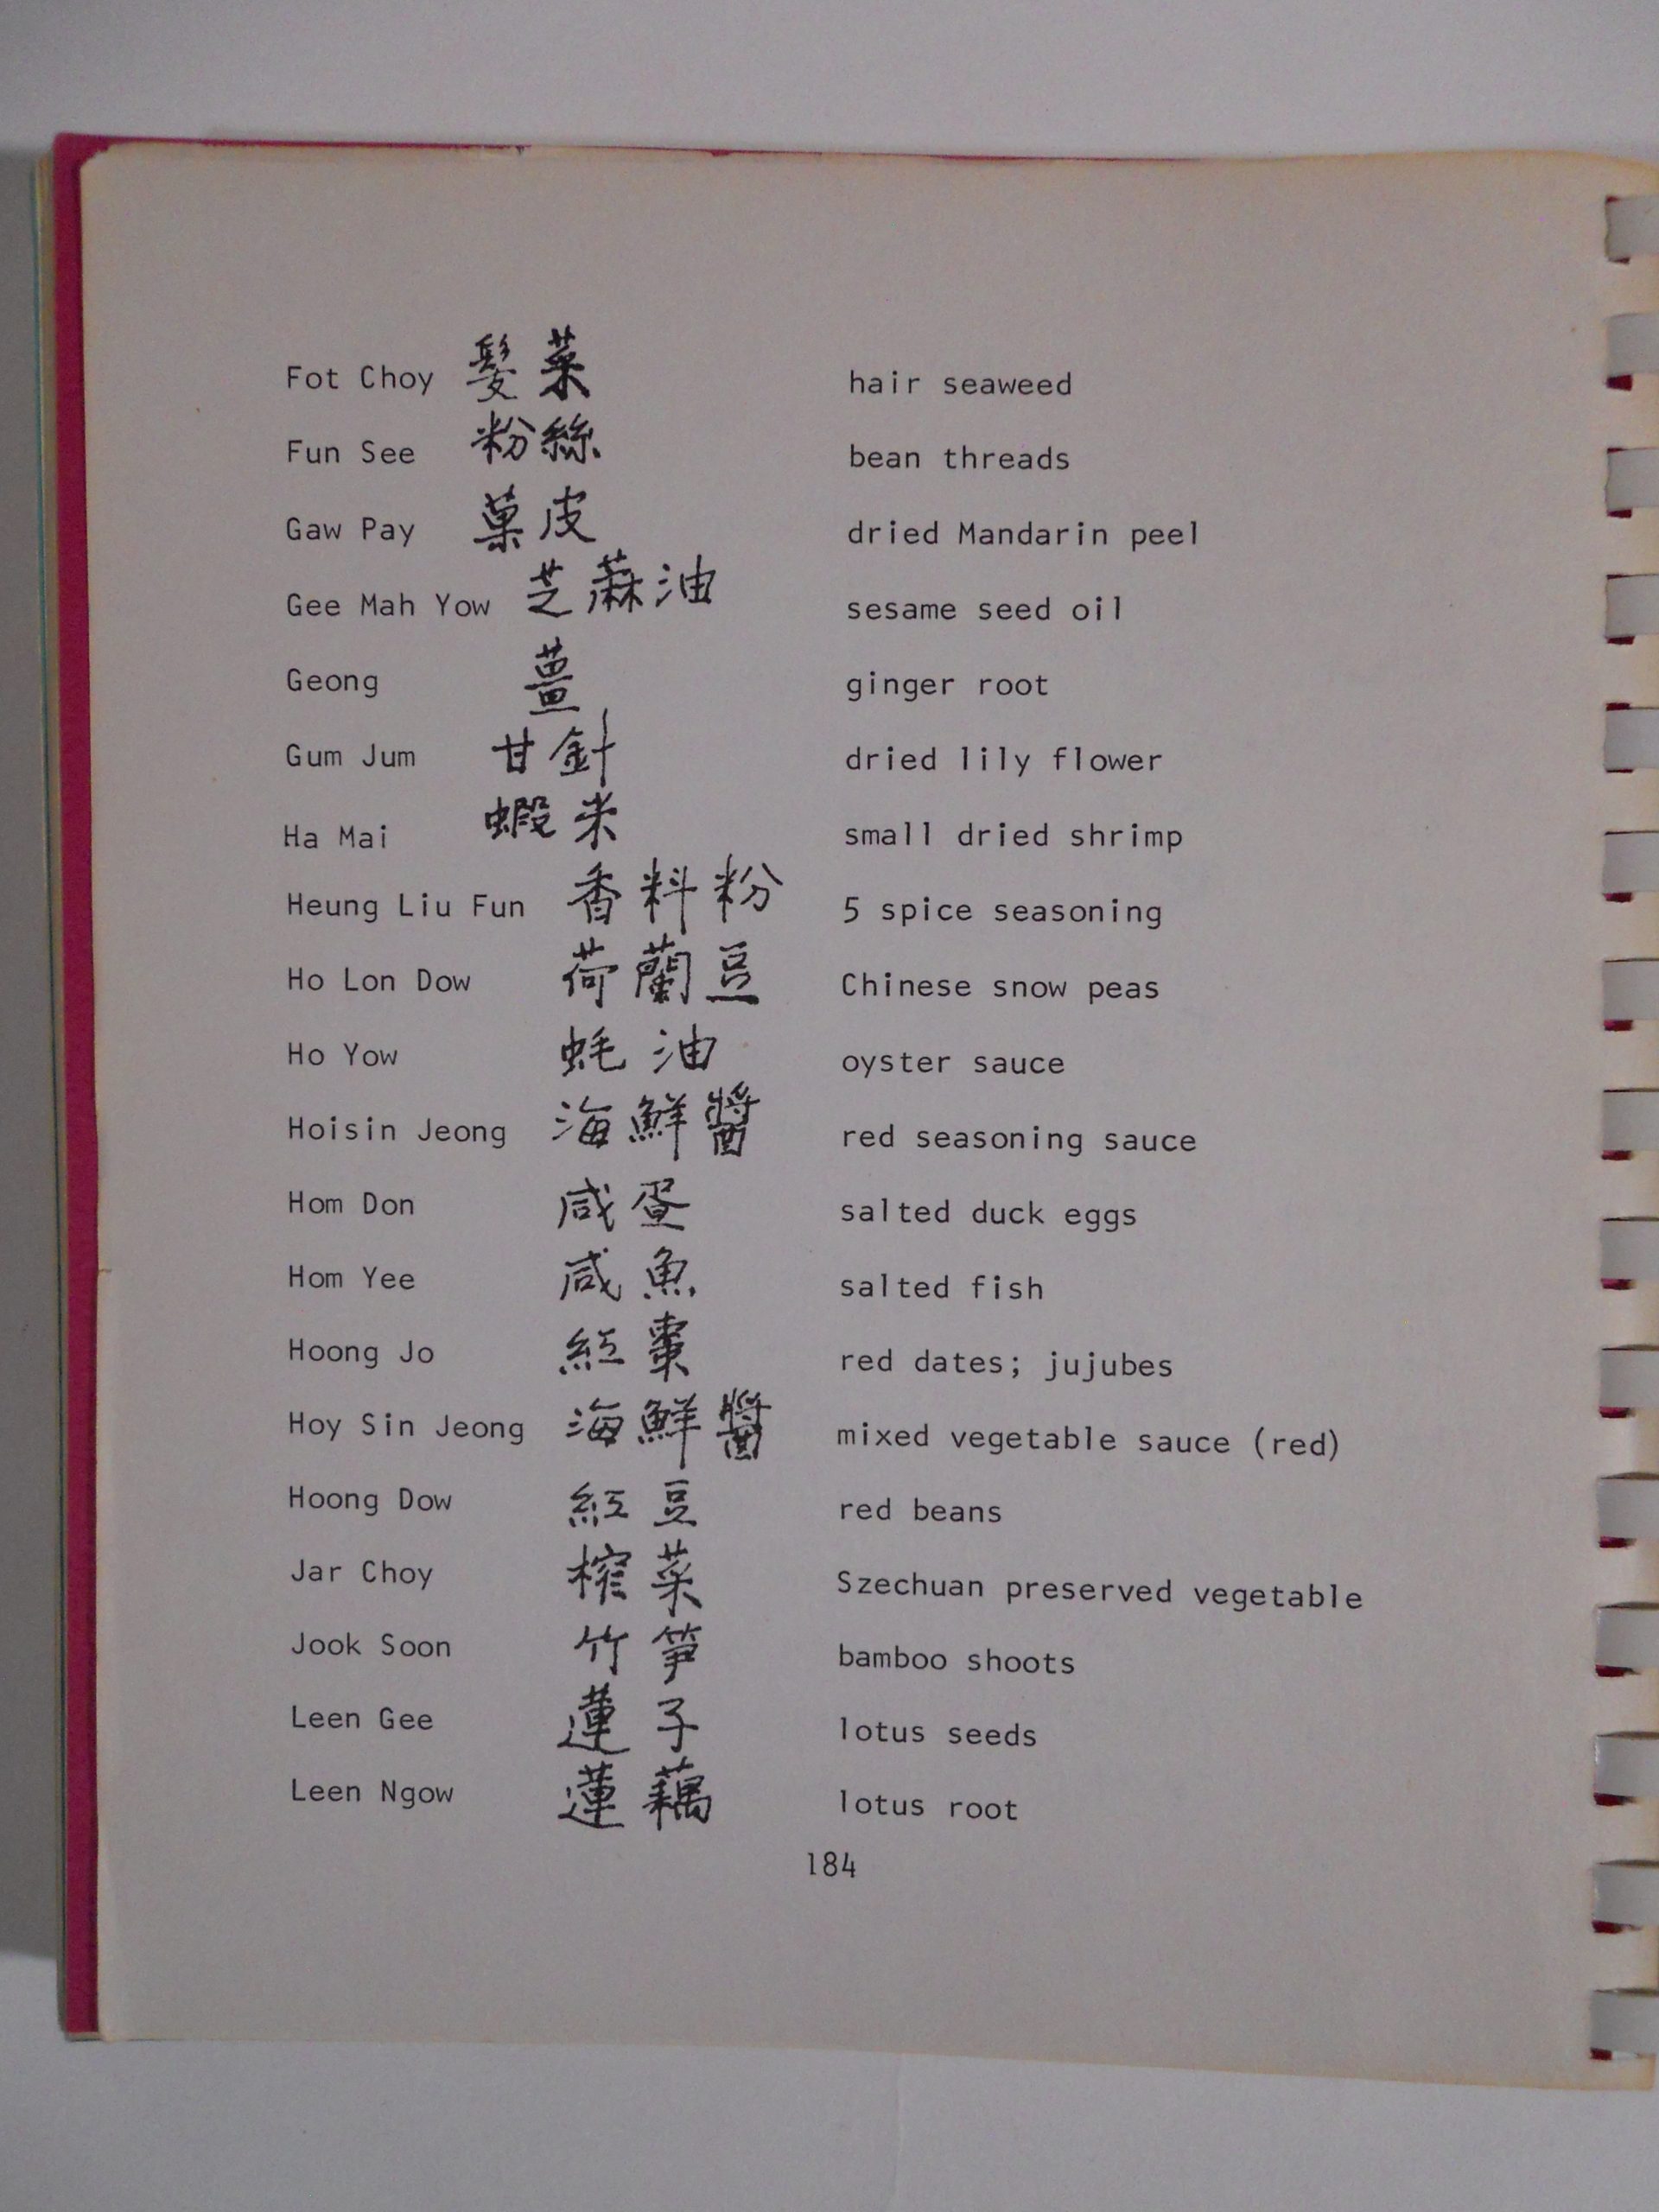 Fot Choy 髮菜 hair seaweed
Fun See 粉絲 bean threads
Gaw Pay 菓皮 dried Mandarin peel
Gee Mah Yow 芝蔴油 sesame seed oil
Geong 薑 ginger root
Gum Jum 甘針 dried lily flower
Ha Mai 蝦米 small dried shrimp
Heung Liu Fun 香料粉 5 spice seasoning
Ho Lon Dow 荷蘭豆 Chinese snow peas
Ho Yow 蚝油 oyster sauce
Hoisin Jeong 海鮮醬 red seasoning sauce
Hom Don 咸蛋 salted duck eggs
Hom Yee 咸魚 salted fish
Hoong Jo 紅棗 red dates; jujubes
Hoy Sin Jeong 海鮮醬 mixed vegetable sauce (red)
Hoong Dow 紅豆 red beans
Jar Choy 榨菜 Szechuan preserved vegetable
Jook Soon 竹笋 bamboo shoots
Leen Gee 蓮子 lotus seeds
Leen Ngow 蓮藕 lotus root
184